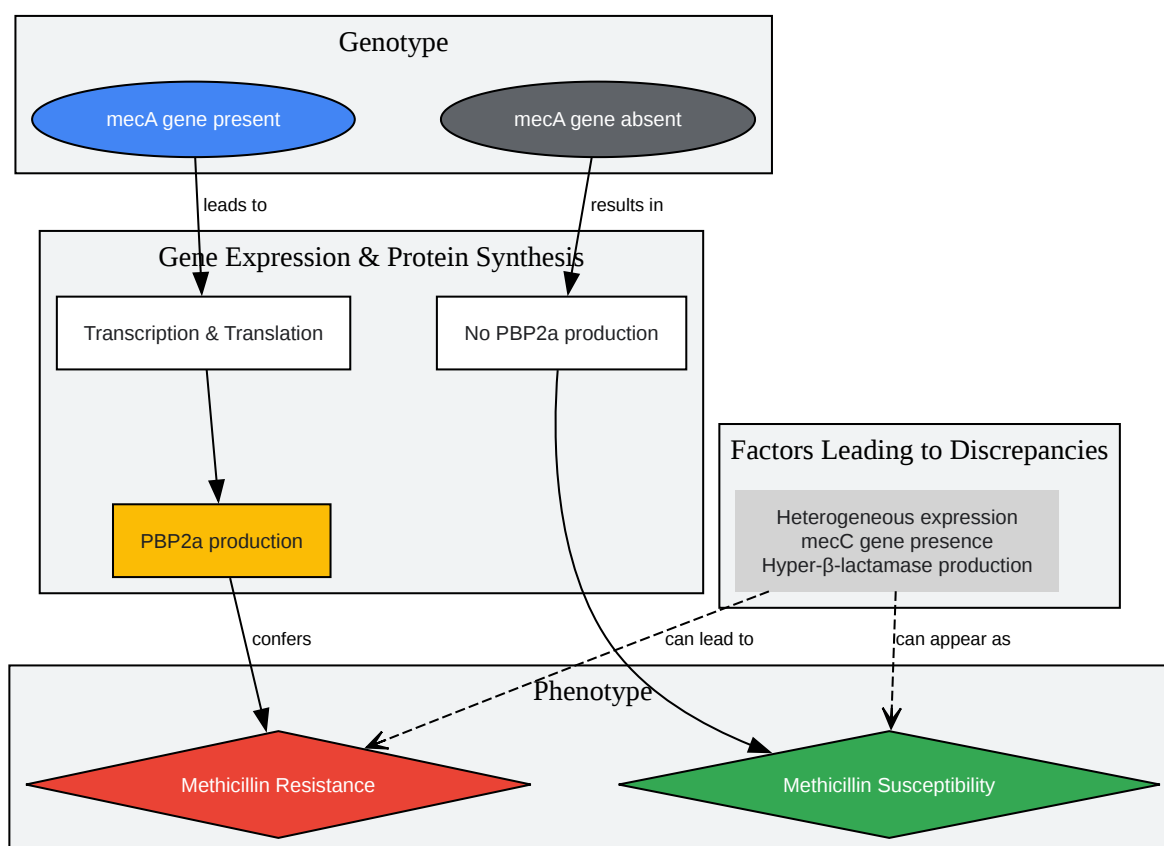 Genotype
mecA gene present
mecA gene absent
leads to
results in
Gene Expression & Protein Synthesis
Transcription & Translation
No PBP2a production
Factors Leading to Discrepancies
Heterogeneous expression
mecC gene presence
Hyper-β-lactamase production
PBP2a production
confers
can lead to
can appear as
Phenotype
Methicillin Resistance
Methicillin Susceptibility